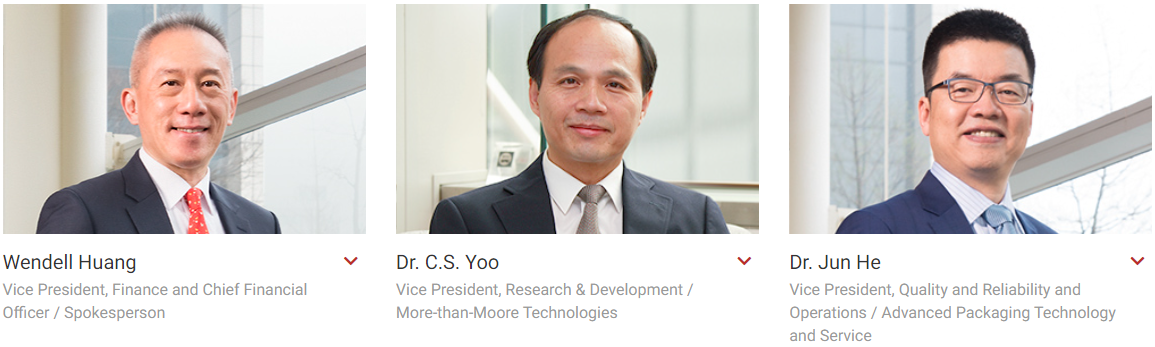 Wendell Huang
Vice President, Finance and Chief Financial
Officer / Spokesperson
Dr. C.S. Yoo
Vice President, Research & Development /
More-than-Moore Technologies
Dr. Jun He
Vice President, Quality and Reliability and
Operations / Advanced Packaging Technology
and Service